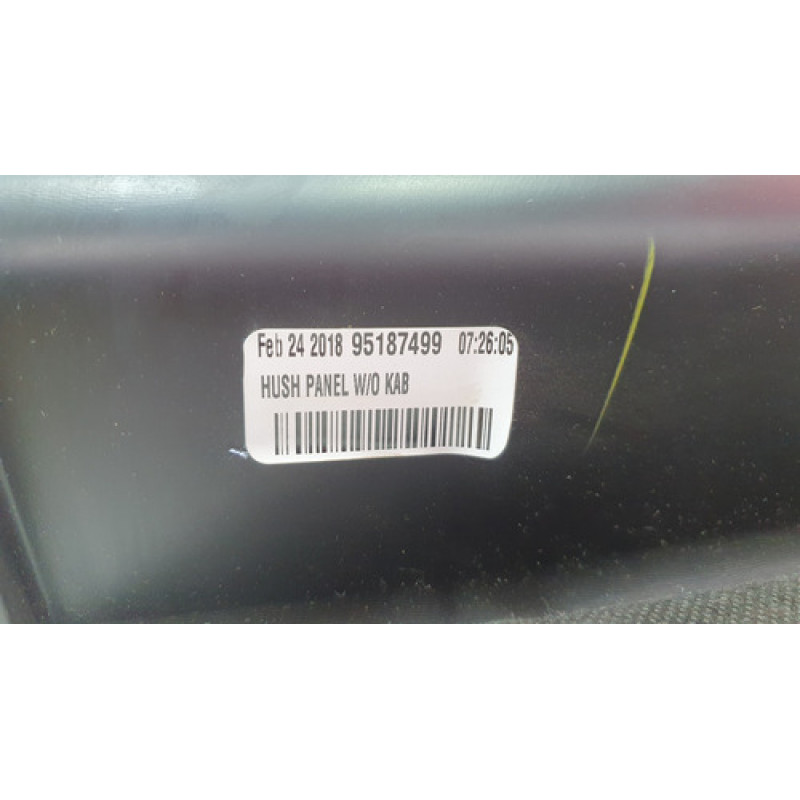 Feb 24 2018 95187499 07:26:05
HUSH PANEL W/O KAB